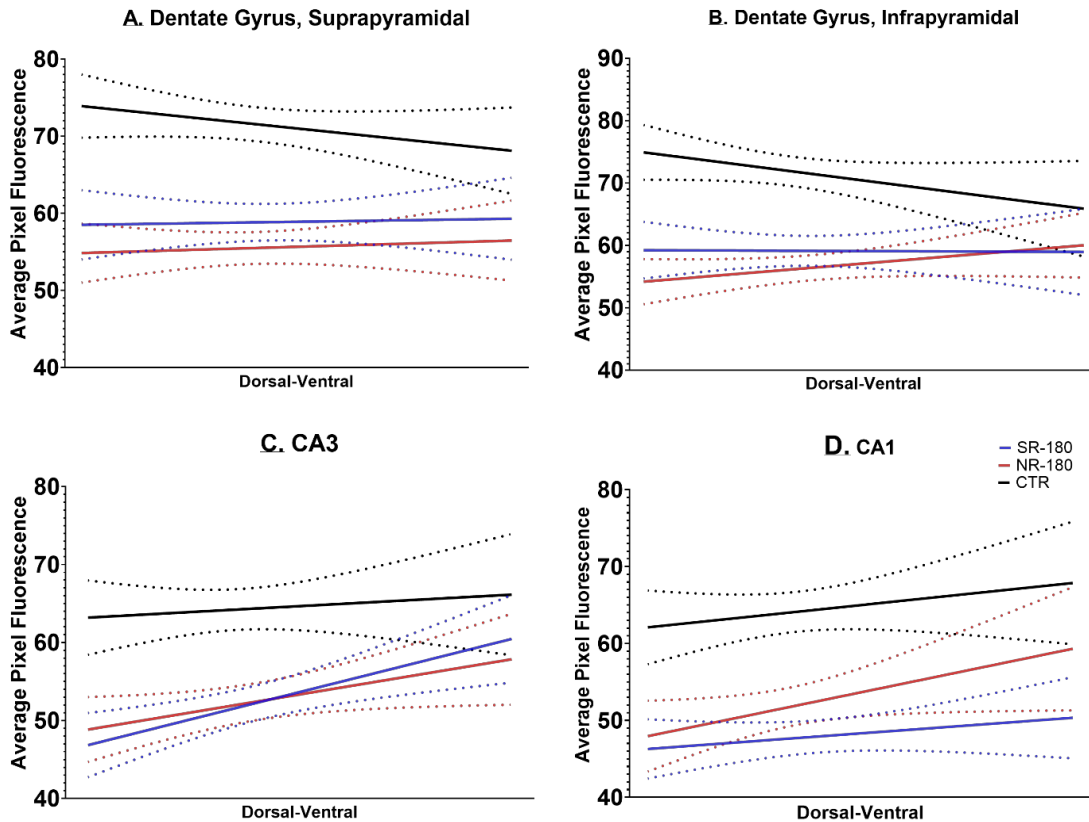 A. Dentate Gyrus, Suprapyramidal
Average Pixel Fluorescence
80
70
60
50
40
Dorsal-Ventral
B. Dentate Gyrus, Infrapyramidal
Average Pixel Fluorescence
90
80
70
60
50
40
Dorsal-Ventral
C. CA3
Average Pixel Fluorescence
80
70
60
50
40
Dorsal-Ventral
D. CA1
SR-180
NR-180
CTR
Average Pixel Fluorescence
80
70
60
50
40
Dorsal-Ventral